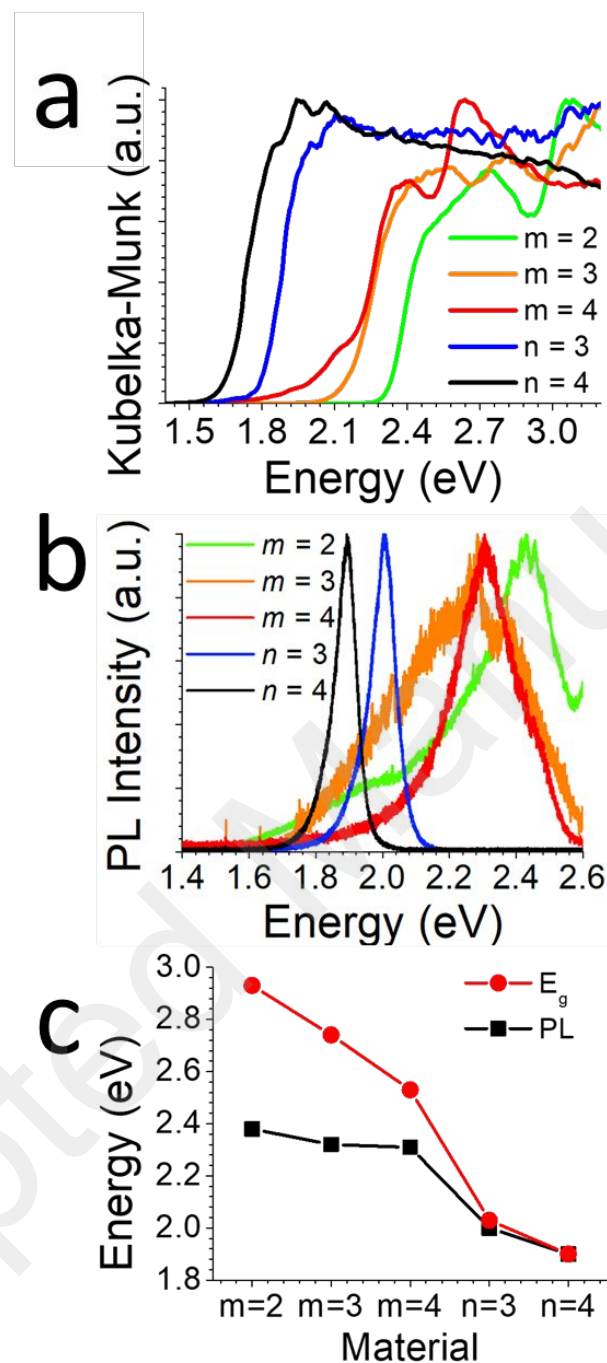 a
Kubelka-Munk (a.u.)
m = 2
m = 3
m = 4
n = 3
n = 4
1.5 1.8 2.1 2.4 2.7 3.0
Energy (eV)
b
PL Intensity (a.u.)
m = 2
m = 3
m = 4
n = 3
n = 4
1.4 1.6 1.8 2.0 2.2 2.4 2.6
Energy (eV)
c
Energy (eV)
3.0
2.8
2.6
2.4
2.2
2.0
1.8
E_g
PL
m=2 m=3 m=4 n=3 n=4
Material